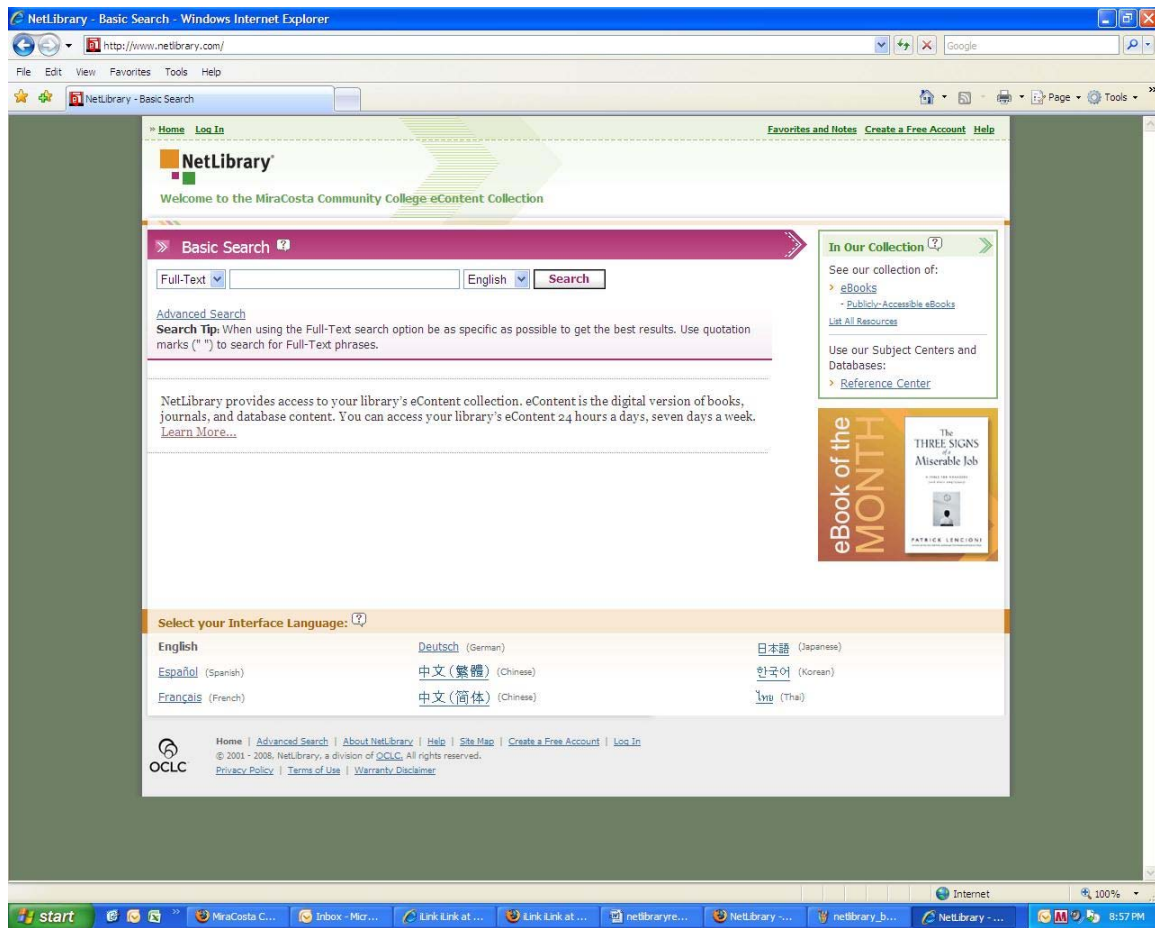 NetLibrary - Basic Search - Windows Internet Explorer
http://www.netlibrary.com/
Google
File Edit View Favorites Tools Help
NetLibrary - Basic Search
Page Tools
» Home Log In
Favorites and Notes Create a Free Account Help
NetLibrary
Welcome to the MiraCosta Community College eContent Collection
Basic Search ?
Full-Text English Search
Advanced Search
Search Tip: When using the Full-Text search option be as specific as possible to get the best results. Use quotation
marks (" ") to search for Full-Text phrases.
NetLibrary provides access to your library's eContent collection. eContent is the digital version of books,
journals, and database content. You can access your library's eContent 24 hours a days, seven days a week.
Learn More...
In Our Collection ?
See our collection of:
eBooks
- Publicly-Accessible eBooks
List All Resources
Use our Subject Centers and
Databases:
Reference Center
eBook of the
MONTH
The
THREE SIGNS
of a
Miserable Job
PATRICK LENCIONI
Select your Interface Language: ?
English Deutsch (German) 日本語 (Japanese)
Español (Spanish) 中文(繁體) (Chinese) 한국어 (Korean)
Français (French) 中文(简体) (Chinese) ไทย (Thai)
OCLC
Home | Advanced Search | About NetLibrary | Help | Site Map | Create a Free Account | Log In
© 2001 - 2008, NetLibrary, a division of OCLC. All rights reserved.
Privacy Policy | Terms of Use | Warranty Disclaimer
Internet 100%
start MiraCosta C... Inbox - Micr... iLink iLink at ... iLink iLink at ... netlibraryre... NetLibrary -... netlibrary_b... NetLibrary - ... 8:57 PM